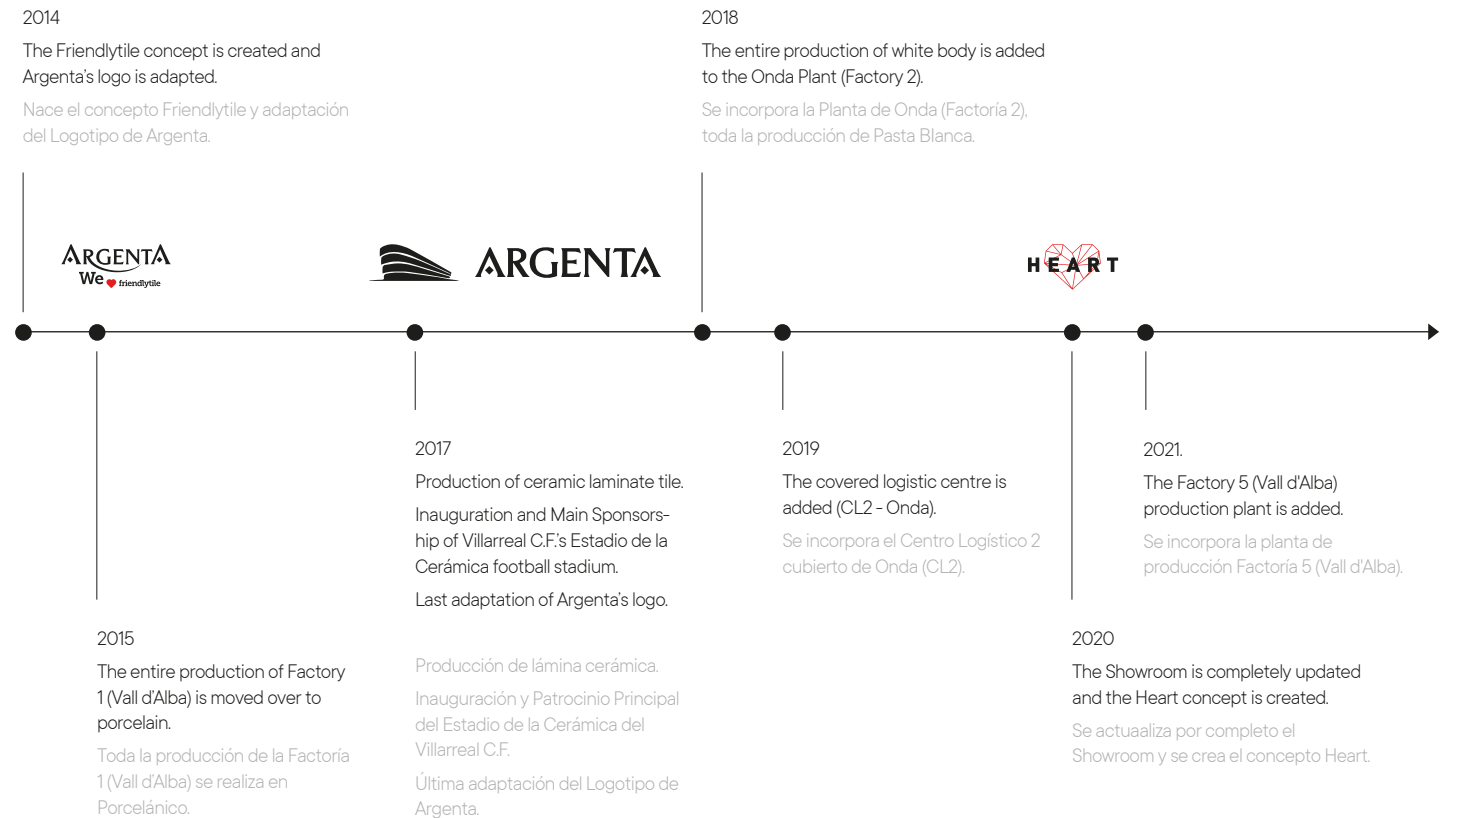 2014
The Friendlytile concept is created and
Argenta's logo is adapted.
Nace el concepto Friendlytile y adaptación
del Logotipo de Argenta.
2018
The entire production of white body is added
to the Onda Plant (Factory 2).
Se incorpora la Planta de Onda (Factoría 2),
toda la producción de Pasta Blanca.
ARGENTA
We friendlytile
ARGENTA
HEART
2017
Production of ceramic laminate tile.
Inauguration and Main Sponsors-
hip of Villarreal C.F.'s Estadio de la
Cerámica football stadium.
Last adaptation of Argenta's logo.
Producción de lámina cerámica.
Inauguración y Patrocinio Principal
del Estadio de la Cerámica del
Villarreal C.F.
Última adaptación del Logotipo de
Argenta.
2019
The covered logistic centre is
added (CL2 - Onda).
Se incorpora el Centro Logístico 2
cubierto de Onda (CL2).
2021.
The Factory 5 (Vall d'Alba)
production plant is added.
Se incorpora la planta de
producción Factoría 5 (Vall d'Alba).
2015
The entire production of Factory
1 (Vall d'Alba) is moved over to
porcelain.
Toda la producción de la Factoría
1 (Vall d'Alba) se realiza en
Porcelánico.
2020
The Showroom is completely updated
and the Heart concept is created.
Se actuaaliza por completo el
Showroom y se crea el concepto Heart.